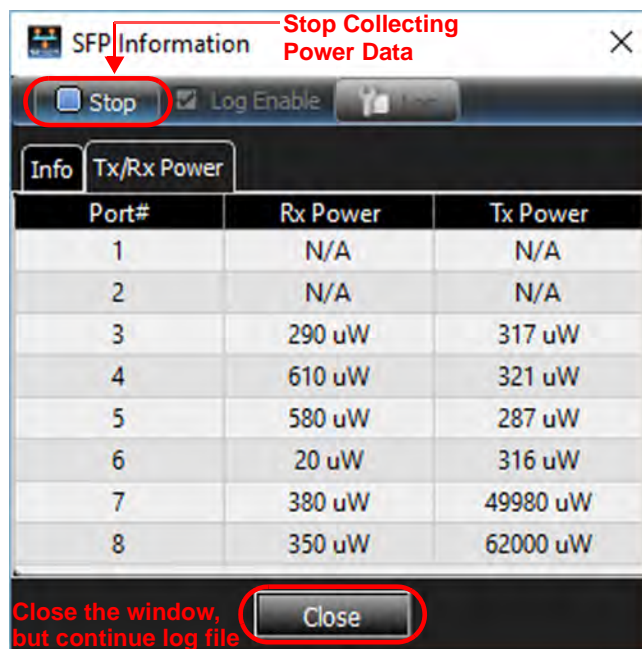 Stop Collecting
SFP Information
Power Data
Stop
Log Enable
Info
Tx/Rx Power
Port# Rx Power Tx Power
1 N/A N/A
2 N/A N/A
3 290 uW 317 uW
4 610 uW 321 uW
5 580 uW 287 uW
6 20 uW 316 uW
7 380 uW 49980 uW
8 350 uW 62000 uW
Close the window,
but continue log file
Close